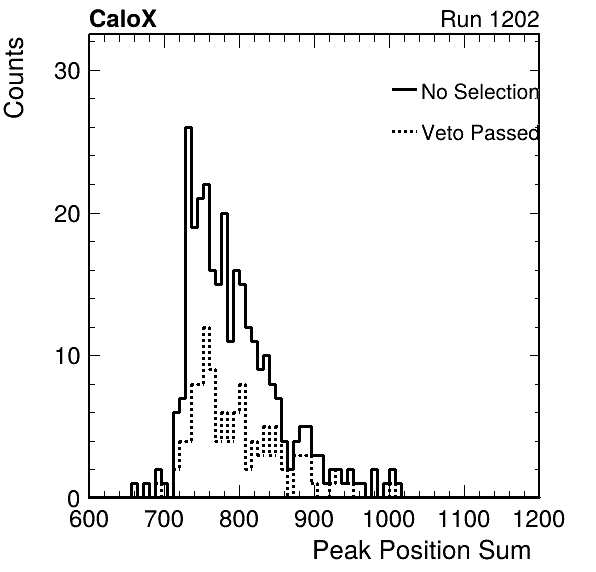 CaloX
Run 1202
Counts
30
20
10
0
No Selection
Veto Passed
600 700 800 900 1000 1100 1200
Peak Position Sum